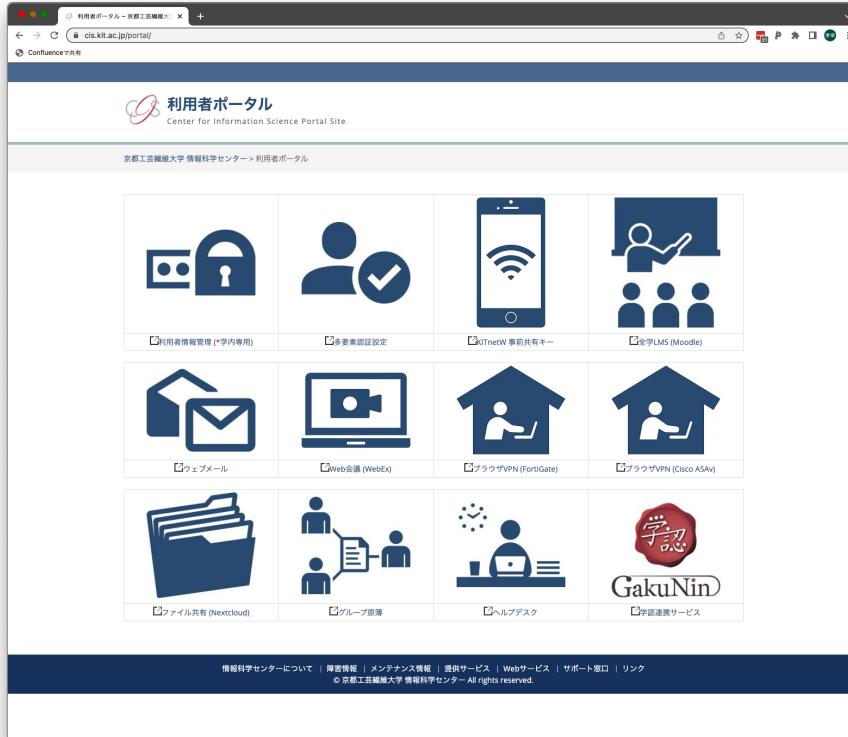 利用者ポータル – 京都工芸繊維大
cis.kit.ac.jp/portal/
21
P
Confluenceで共有
利用者ポータル
Center for Information Science Portal Site
京都工芸繊維大学 情報科学センター > 利用者ポータル
利用者情報管理 (*学内専用)
多要素認証設定
KITnetW 事前共有キー
全学LMS (Moodle)
ウェブメール
Web会議 (WebEx)
ブラウザVPN (FortiGate)
ブラウザVPN (Cisco ASAv)
学認
GakuNin
ファイル共有 (Nextcloud)
グループ原簿
ヘルプデスク
学認連携サービス
情報科学センターについて | 障害情報 | メンテナンス情報 | 提供サービス | Webサービス | サポート窓口 | リンク
© 京都工芸繊維大学 情報科学センター All rights reserved.